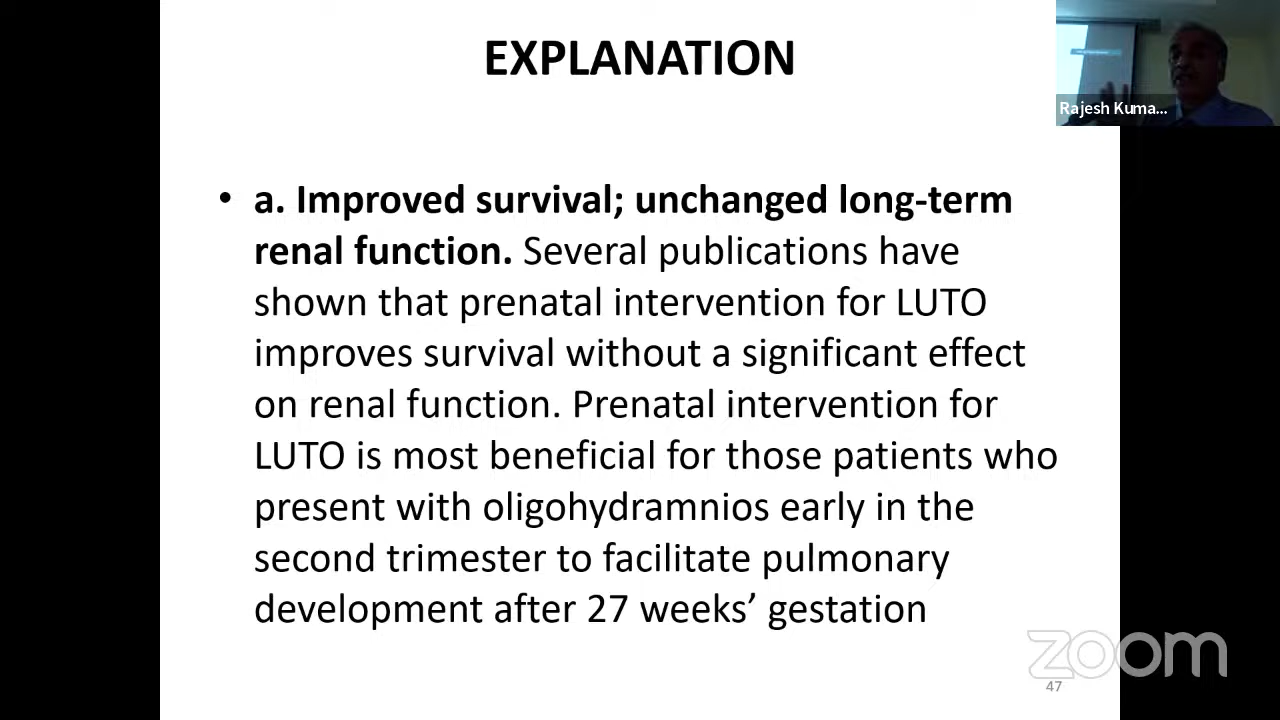 EXPLANATION
Rajesh Kuma...
• a. Improved survival; unchanged long-term
renal function. Several publications have
shown that prenatal intervention for LUTO
improves survival without a significant effect
on renal function. Prenatal intervention for
LUTO is most beneficial for those patients who
present with oligohydramnios early in the
second trimester to facilitate pulmonary
development after 27 weeks’ gestation
zoom
47